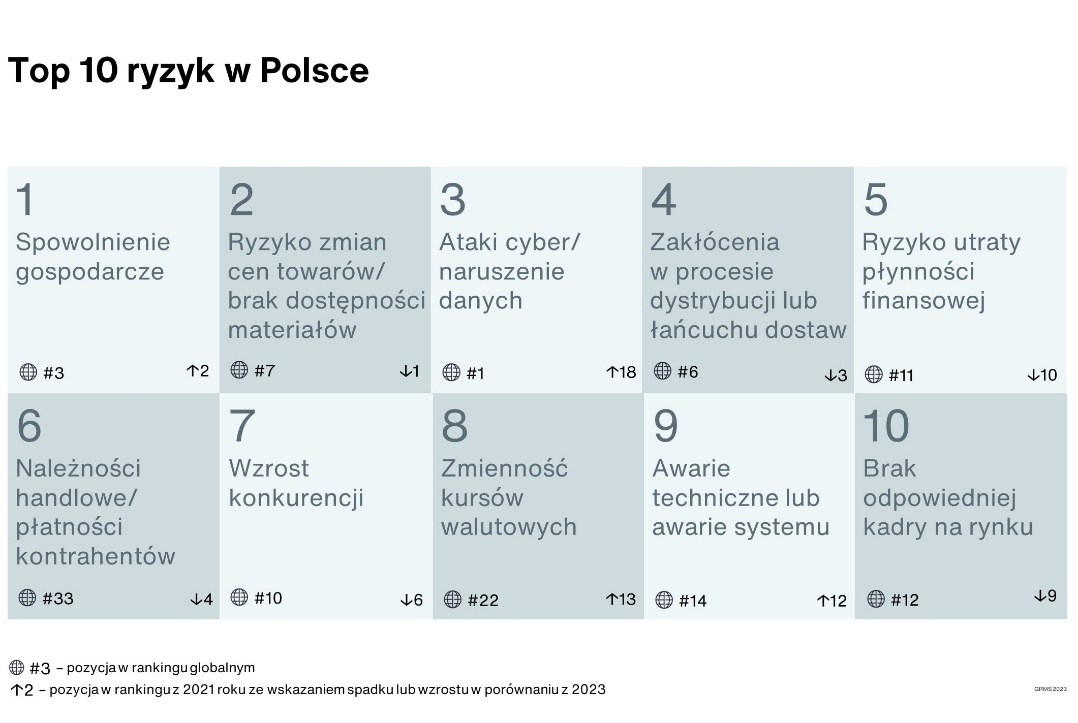 Top 10 ryzyk w Polsce
1
Spowolnienie
gospodarcze
#3 ↑2
2
Ryzyko zmian
cen towarów/
brak dostępności
materiałów
#7 ↓1
3
Ataki cyber/
naruszenie
danych
#1 ↑18
4
Zakłócenia
w procesie
dystrybucji lub
łańcuchu dostaw
#6 ↓3
5
Ryzyko utraty
płynności
finansowej
#11 ↓10
6
Należności
handlowe/
płatności
kontrahentów
#33 ↓4
7
Wzrost
konkurencji
#10 ↓6
8
Zmienność
kursów
walutowych
#22 ↑13
9
Awarie
techniczne lub
awarie systemu
#14 ↑12
10
Brak
odpowiedniej
kadry na rynku
#12 ↓9
#3 – pozycja w rankingu globalnym
↑2 – pozycja w rankingu z 2021 roku ze wskazaniem spadku lub wzrostu w porównaniu z 2023
GRMS 2023